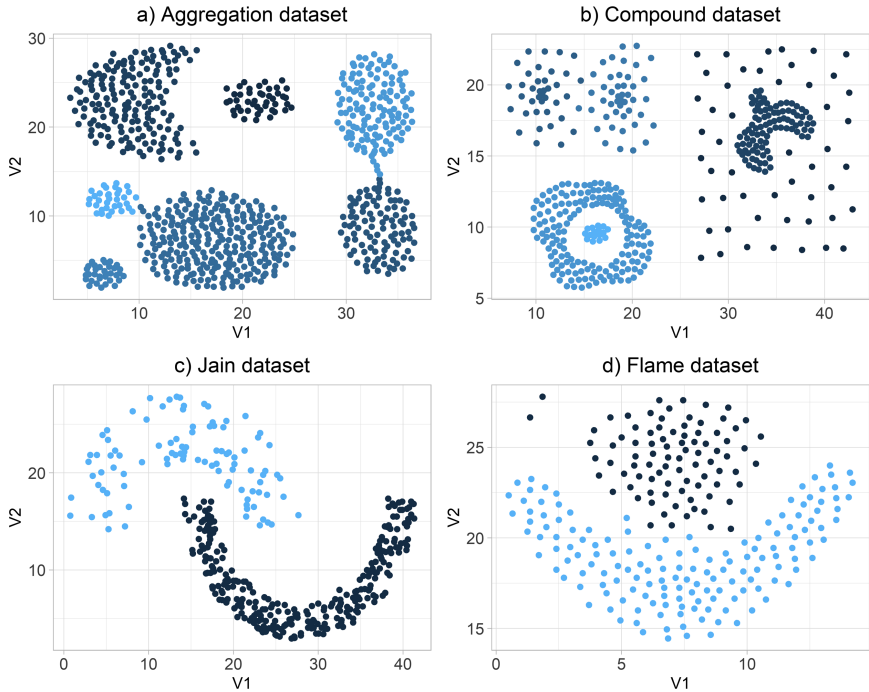 a) Aggregation dataset
30
20
10
V2
10 20 30
V1
b) Compound dataset
20
15
10
5
V2
10 20 30 40
V1
c) Jain dataset
20
10
V2
0 10 20 30 40
V1
d) Flame dataset
25
20
15
V2
0 5 10
V1